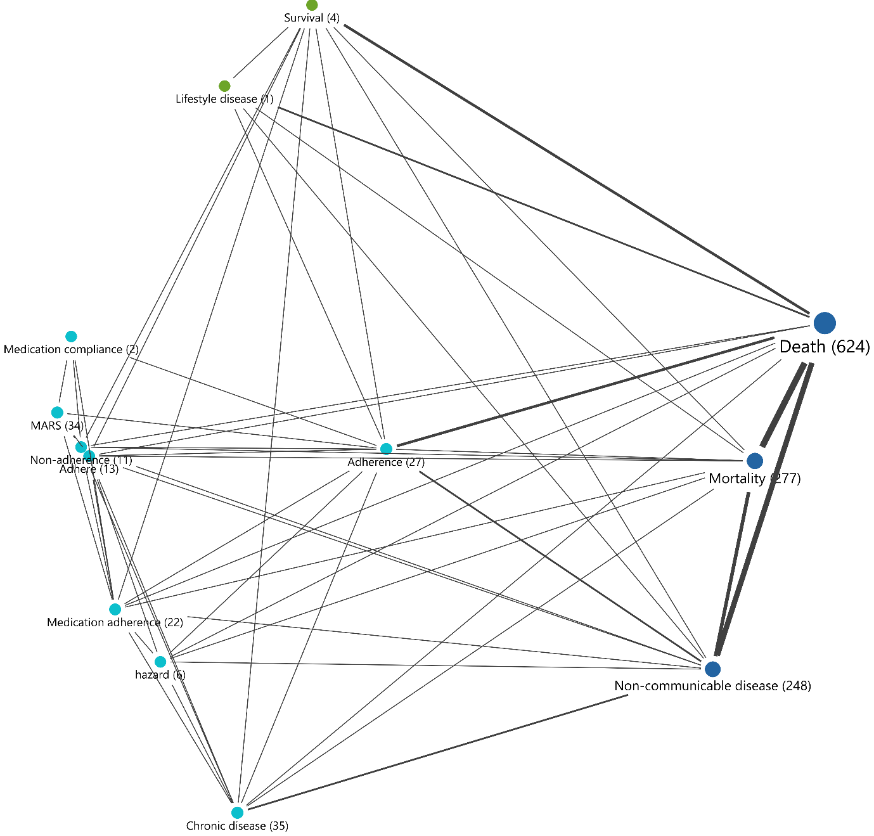 Survival (4)
Lifestyle disease (1)
Death (624)
Medication compliance (2)
MARS (34)
Non-adherence (11)
Adhere (13)
Adherence (27)
Mortality (277)
Medication adherence (22)
hazard (6)
Non-communicable disease (248)
Chronic disease (35)